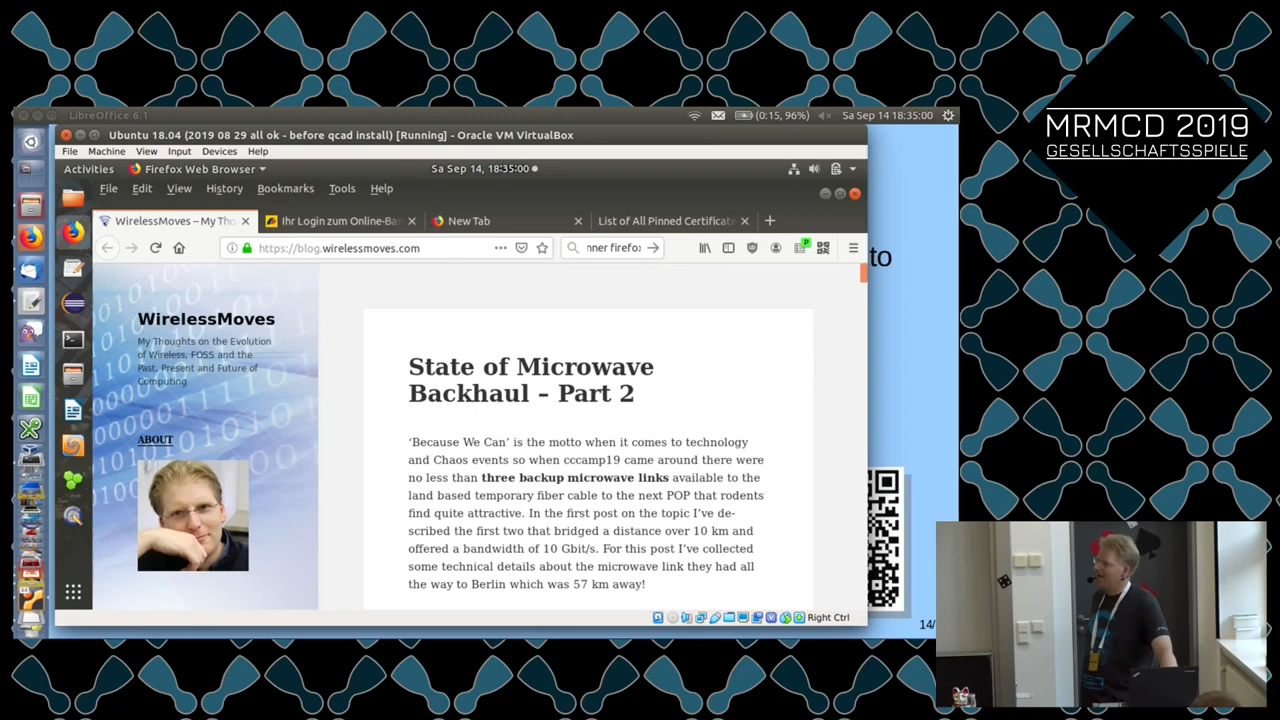 MRMCD 2019
GESELLSCHAFTSSPIELE
LibreOffice 6.1
(0:15, 96%)
Sa Sep 14, 18:35:00
Ubuntu 18.04 (2019 08 29 all ok - before qcad install) [Running] - Oracle VM VirtualBox
File Machine View Input Devices Help
Activities Firefox Web Browser
Sa Sep 14, 18:35:00
File Edit View History Bookmarks Tools Help
WirelessMoves – My Tho
Ihr Login zum Online-Ban
New Tab
List of All Pinned Certificate
https://blog.wirelessmoves.com
nner firefox
P
to
WirelessMoves
My Thoughts on the Evolution
of Wireless, FOSS and the
Past, Present and Future of
Computing
ABOUT
State of Microwave
Backhaul – Part 2
‘Because We Can’ is the motto when it comes to technology
and Chaos events so when cccamp19 came around there were
no less than three backup microwave links available to the
land based temporary fiber cable to the next POP that rodents
find quite attractive. In the first post on the topic I’ve de-
scribed the first two that bridged a distance over 10 km and
offered a bandwidth of 10 Gbit/s. For this post I’ve collected
some technical details about the microwave link they had all
the way to Berlin which was 57 km away!
Right Ctrl
14/